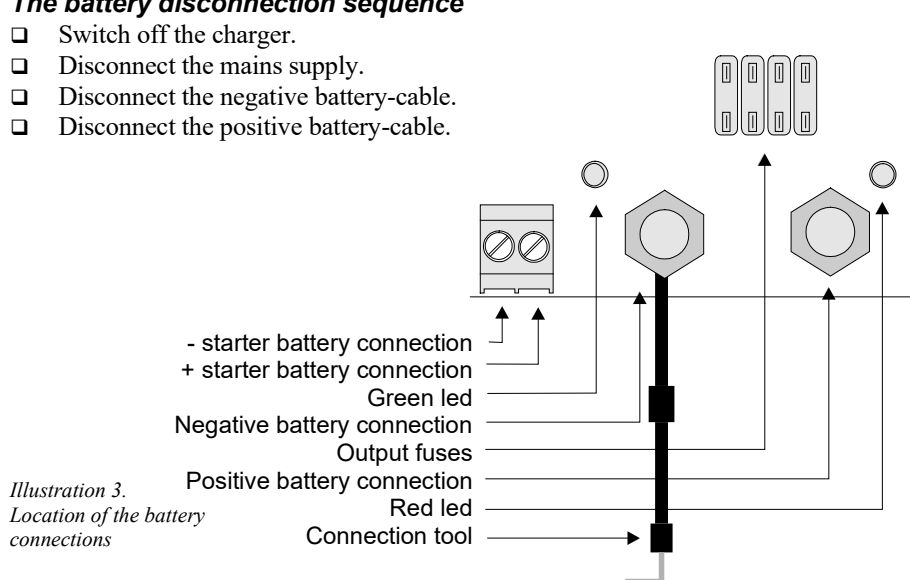 The battery disconnection sequence
❑ Switch off the charger.
❑ Disconnect the mains supply.
❑ Disconnect the negative battery-cable.
❑ Disconnect the positive battery-cable.
- starter battery connection
+ starter battery connection
Green led
Negative battery connection
Output fuses
Positive battery connection
Red led
Connection tool
Illustration 3.
Location of the battery
connections